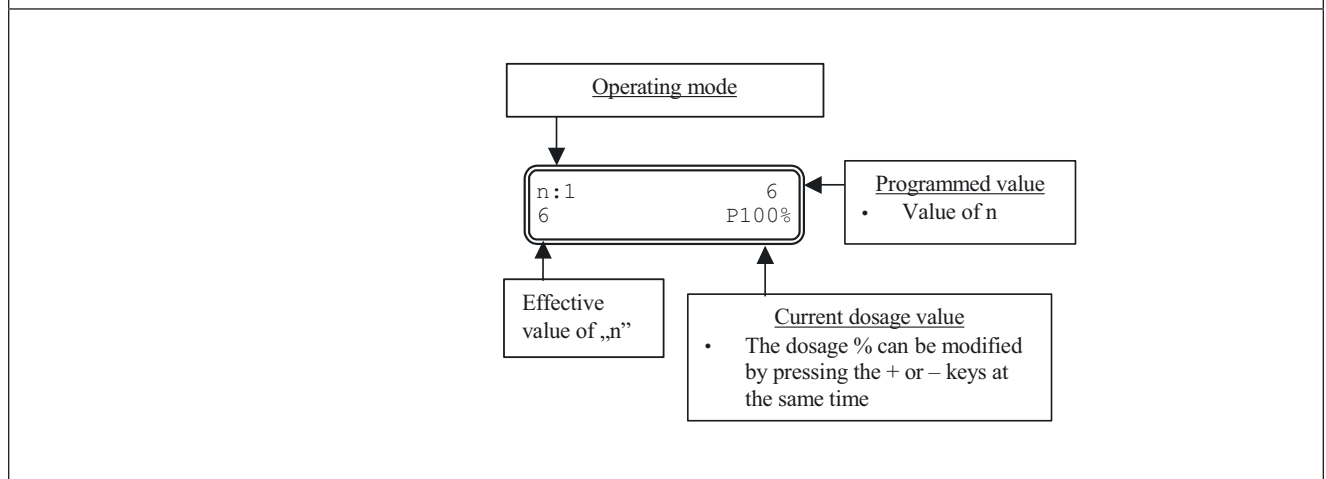 Operating mode
n:1 6
6 P100%
Programmed value
• Value of n
Effective
value of „n”
Current dosage value
• The dosage % can be modified
by pressing the + or – keys at
the same time